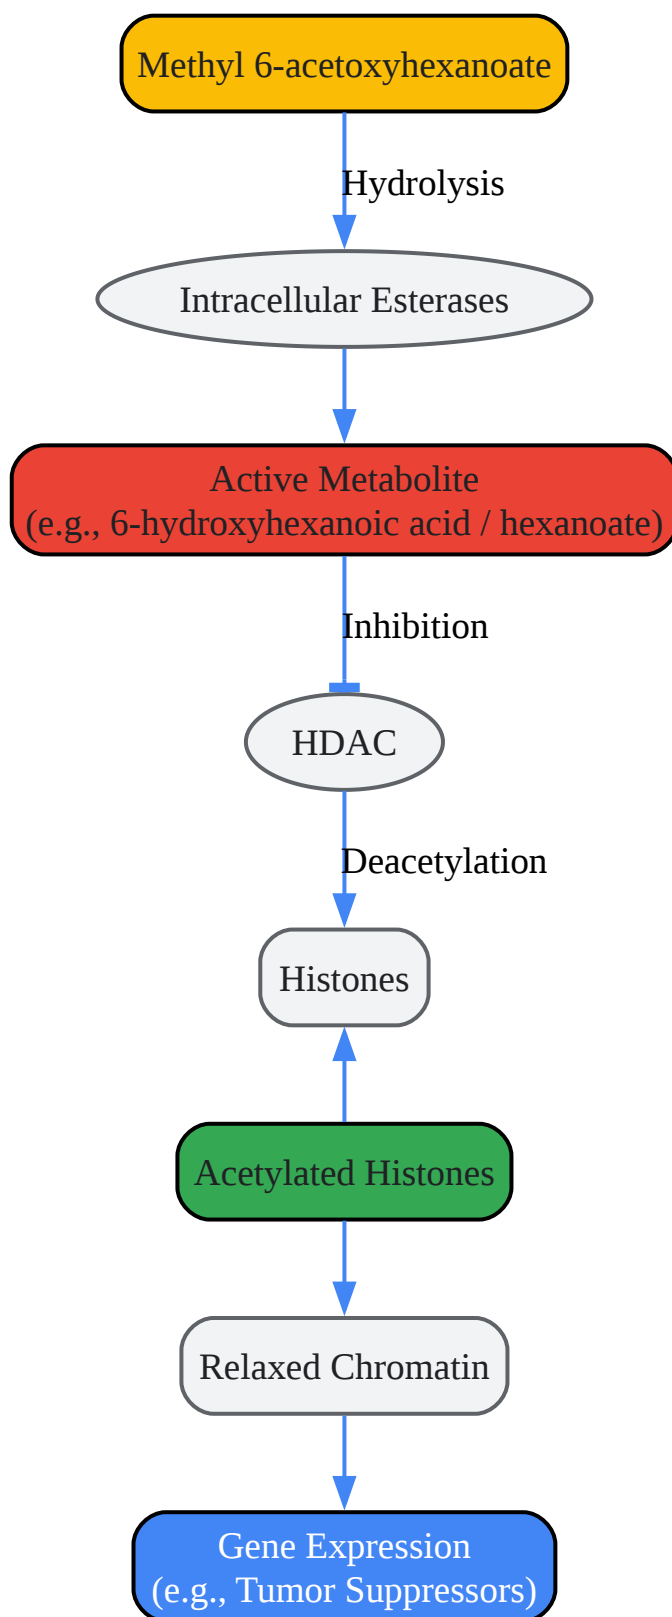 Methyl 6-acetoxyhexanoate
Hydrolysis
Intracellular Esterases
Active Metabolite
(e.g., 6-hydroxyhexanoic acid / hexanoate)
Inhibition
HDAC
Deacetylation
Histones
Acetylated Histones
Relaxed Chromatin
Gene Expression
(e.g., Tumor Suppressors)